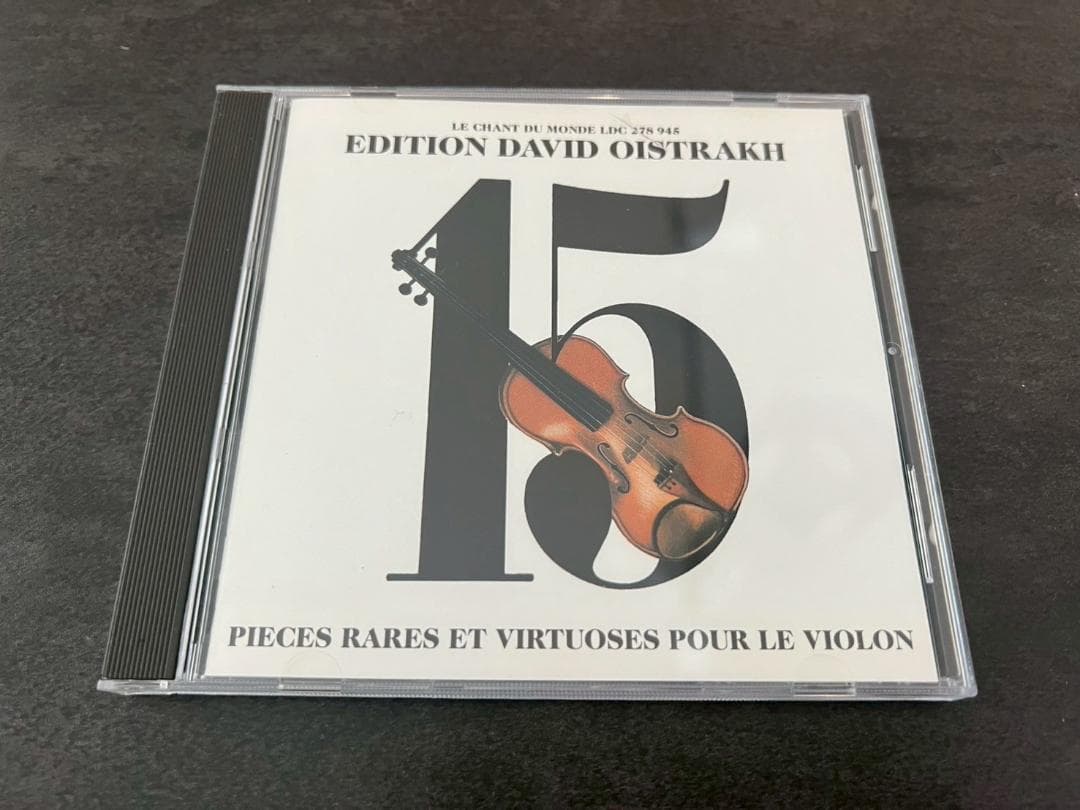 LE CHANT DU MONDE LDC 278 945
EDITION DAVID OISTRAKH
15
PIECES RARES ET VIRTUOSES POUR LE VIOLON